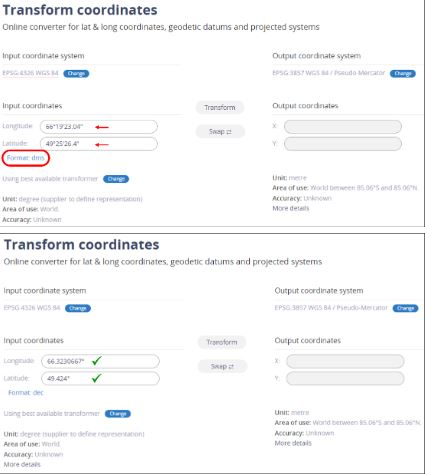 Transform coordinates
Online converter for lat & long coordinates, geodetic datums and projected systems
Input coordinate system
EPSG:4326 WGS 84 Change
Output coordinate system
EPSG:3857 WGS 84 / Pseudo-Mercator Change
Input coordinates
Transform
Output coordinates
Longitude: 66°19'23.04"
Swap ⇄
X:
Latitude: 49°25'26.4"
Y:
Format: dms
Using best available transformer Change
Unit: degree (supplier to define representation)
Area of use: World.
Accuracy: Unknown
Unit: metre
Area of use: World between 85.06°S and 85.06°N.
Accuracy: Unknown
More details
Transform coordinates
Online converter for lat & long coordinates, geodetic datums and projected systems
Input coordinate system
EPSG:4326 WGS 84 Change
Output coordinate system
EPSG:3857 WGS 84 / Pseudo-Mercator Change
Input coordinates
Transform
Output coordinates
Longitude: 66.3230667°
Swap ⇄
X:
Latitude: 49.424°
Y:
Format: dec
Using best available transformer Change
Unit: degree (supplier to define representation)
Area of use: World.
Accuracy: Unknown
More details
Unit: metre
Area of use: World between 85.06°S and 85.06°N.
Accuracy: Unknown
More details